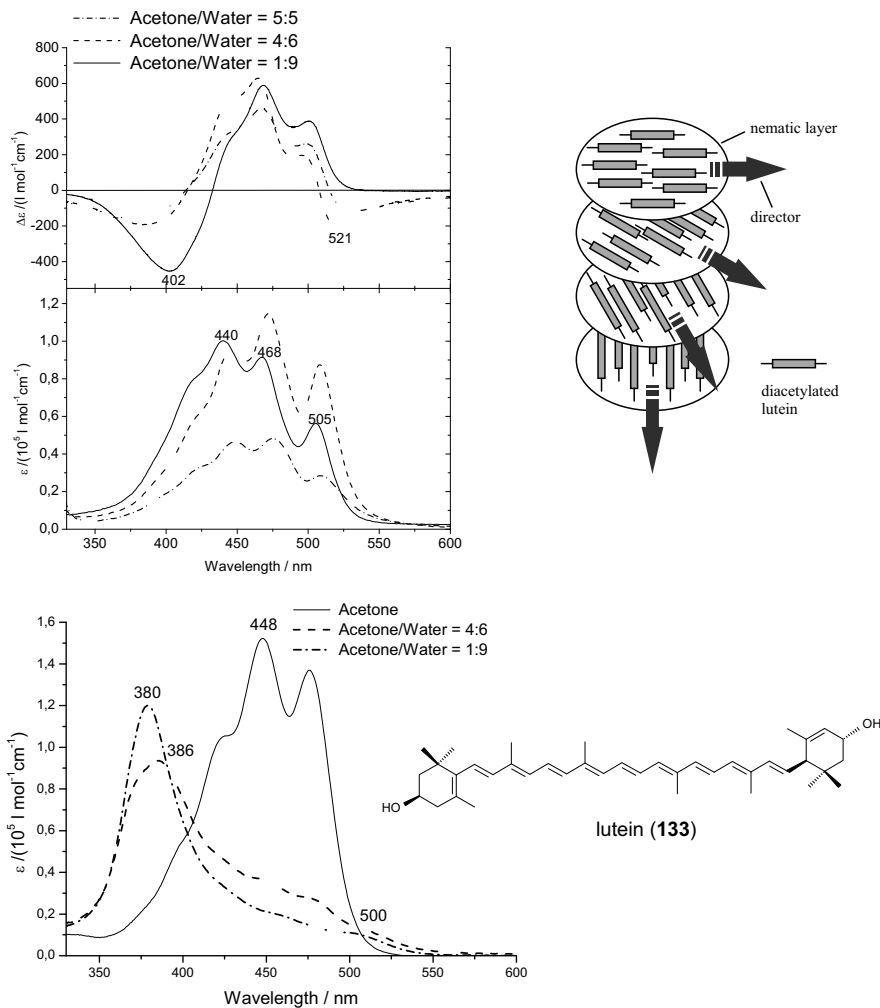 Acetone/Water = 5:5
Acetone/Water = 4:6
Acetone/Water = 1:9
800
600
400
200
0
-200
-400
Δε /(l mol⁻¹cm⁻¹)
402
521
1,2
1,0
0,8
0,6
0,4
0,2
0,0
ε /(10⁵ l mol⁻¹cm⁻¹)
440
468
505
350 400 450 500 550 600
Wavelength / nm
nematic layer
director
diacetylated
lutein
Acetone
Acetone/Water = 4:6
Acetone/Water = 1:9
1,6
1,4
1,2
1,0
0,8
0,6
0,4
0,2
0,0
ε /(10⁵ l mol⁻¹cm⁻¹)
448
380
386
500
350 400 450 500 550 600
Wavelength / nm
HO
OH
lutein (133)